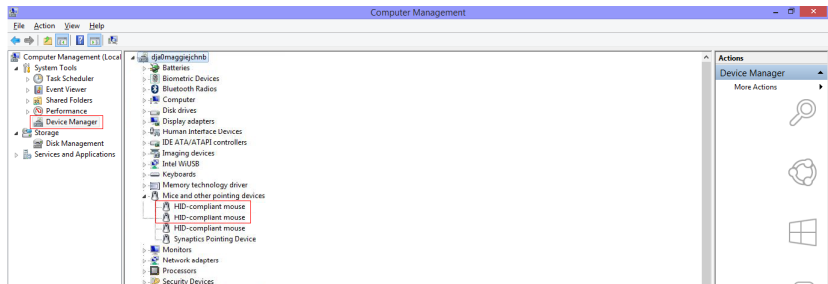 Computer Management
File Action View Help
Computer Management (Local
System Tools
Task Scheduler
Event Viewer
Shared Folders
Performance
Device Manager
Storage
Disk Management
Services and Applications
dja0maggiejchnb
Batteries
Biometric Devices
Bluetooth Radios
Computer
Disk drives
Display adapters
Human Interface Devices
IDE ATA/ATAPI controllers
Imaging devices
Intel WiUSB
Keyboards
Memory technology driver
Mice and other pointing devices
HID-compliant mouse
HID-compliant mouse
HID-compliant mouse
Synaptics Pointing Device
Monitors
Network adapters
Processors
Security Devices
Actions
Device Manager
More Actions